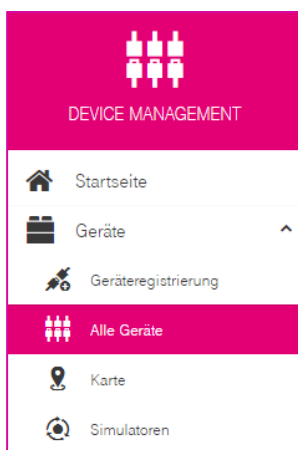 DEVICE MANAGEMENT
Startseite
Geräte
Geräteregistrierung
Alle Geräte
Karte
Simulatoren